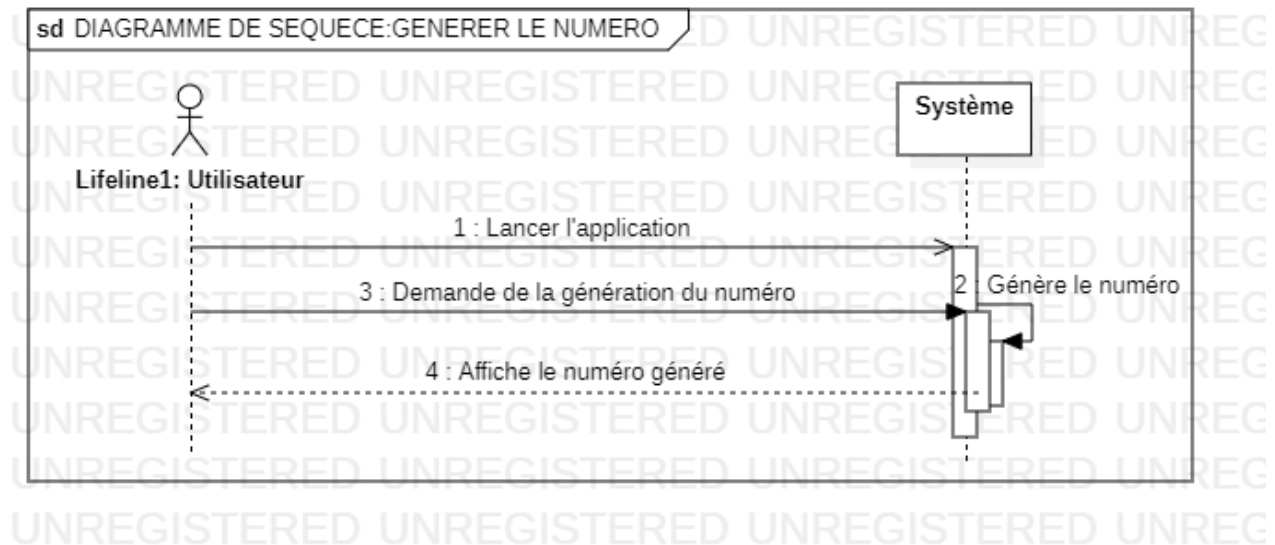 sd DIAGRAMME DE SEQUECE:GENERER LE NUMERO
Système
Lifeline1: Utilisateur
1 : Lancer l'application
2 : Génère le numéro
3 : Demande de la génération du numéro
4 : Affiche le numéro généré
UNREGISTERED UNREGISTERED UNREGISTERED UNREG